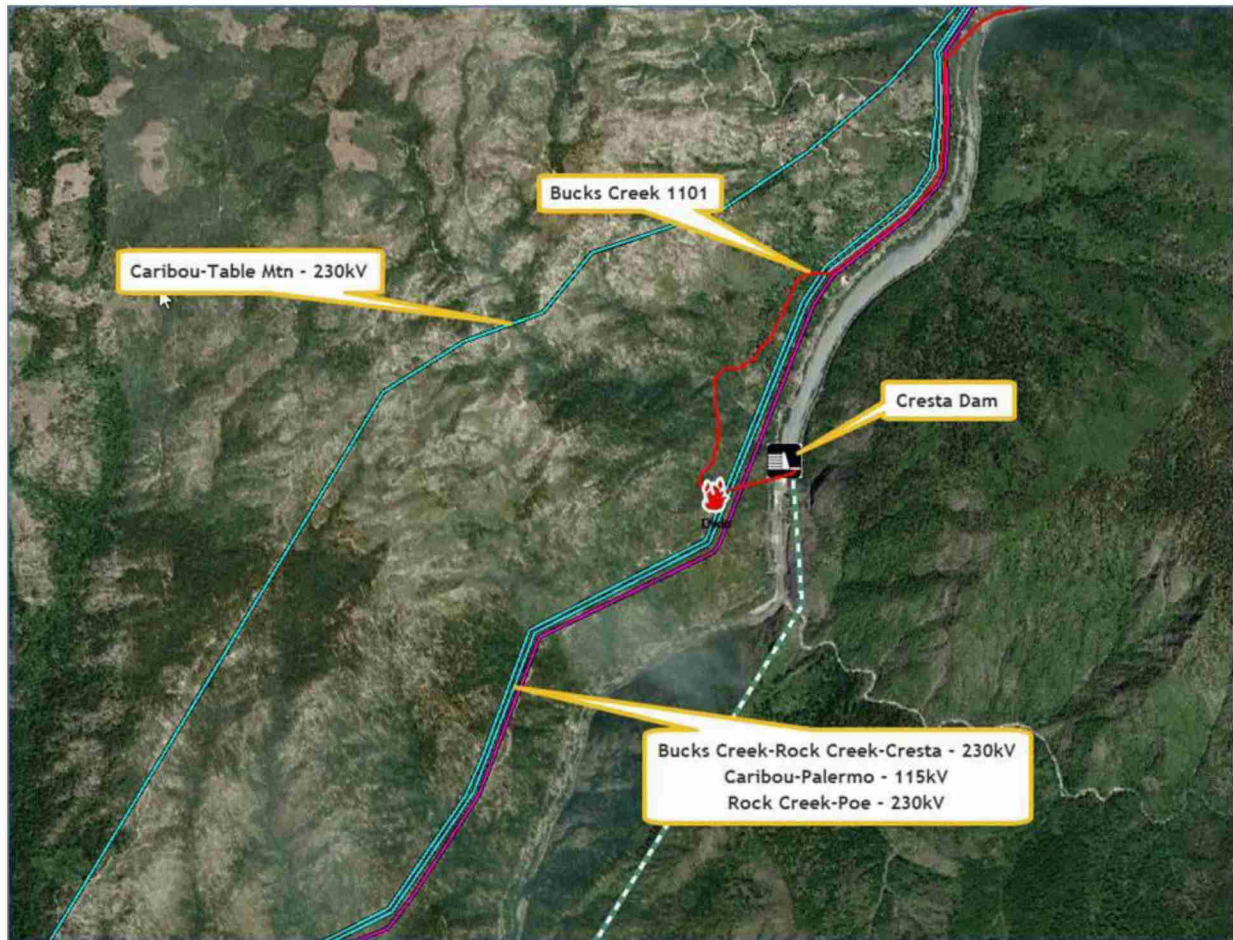 Bucks Creek 1101
Caribou-Table Mtn - 230kV
Cresta Dam
Bucks Creek-Rock Creek-Cresta - 230kV
Caribou-Palermo - 115kV
Rock Creek-Poe - 230kV